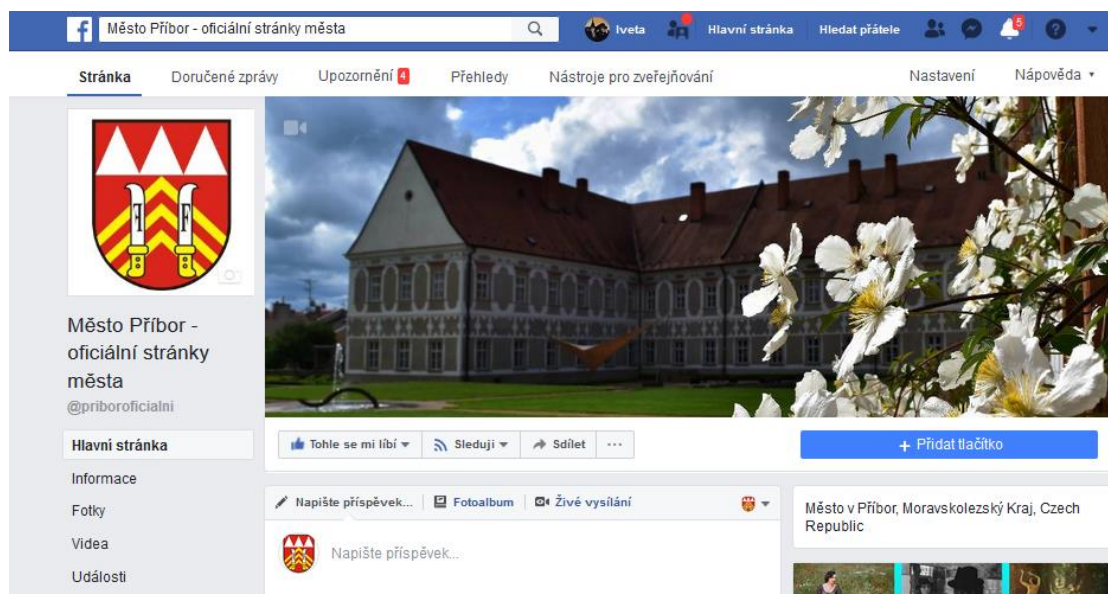 Město Příbor - oficiální stránky města
Iveta
Hlavní stránka
Hledat přátele
5
Stránka
Doručené zprávy
Upozornění 4
Přehledy
Nástroje pro zveřejňování
Nastavení
Nápověda
F F
Město Příbor -
oficiální stránky
města
@priboroficialni
Hlavní stránka
Informace
Fotky
Videa
Události
Tohle se mi líbí
Sleduji
Sdílet
...
+ Přidat tlačítko
Napište příspěvek...
Fotoalbum
Živé vysílání
Napište příspěvek...
Město v Příbor, Moravskolezský Kraj, Czech
Republic